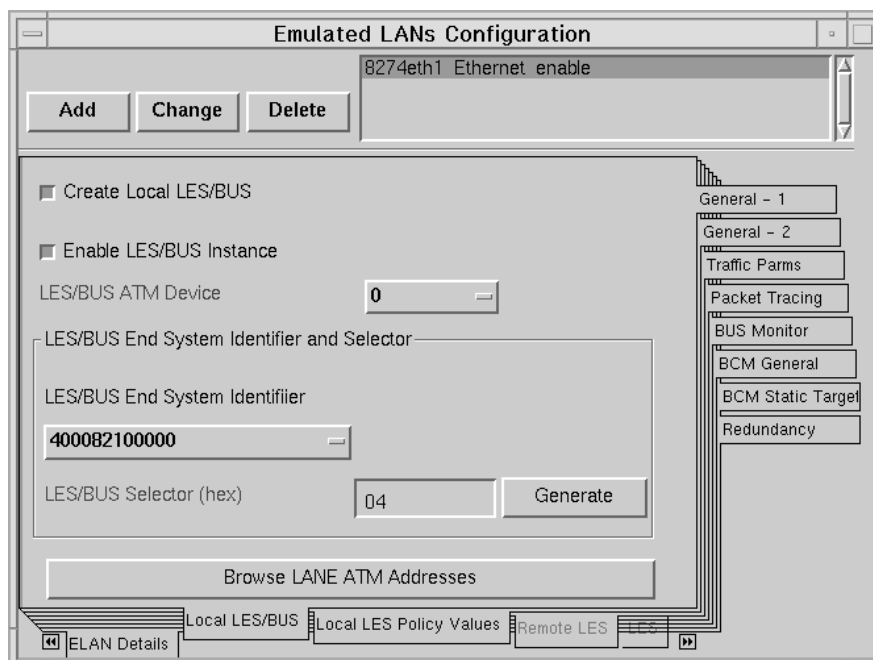 Emulated LANs Configuration
8274eth1 Ethernet enable
Add Change Delete
Create Local LES/BUS
Enable LES/BUS Instance
LES/BUS ATM Device 0
LES/BUS End System Identifier and Selector
LES/BUS End System Identifiier
400082100000
LES/BUS Selector (hex) 04 Generate
Browse LANE ATM Addresses
General - 1
General - 2
Traffic Parms
Packet Tracing
BUS Monitor
BCM General
BCM Static Target
Redundancy
ELAN Details Local LES/BUS Local LES Policy Values Remote LES LES